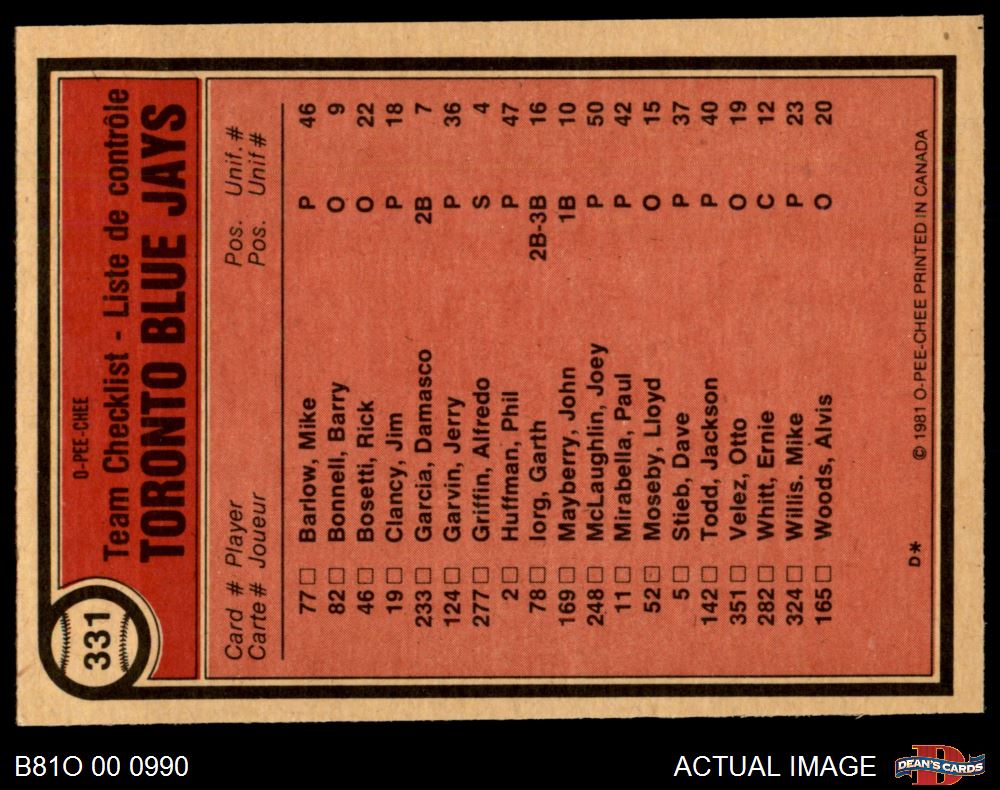 331
O-PEE-CHEE
Team Checklist - Liste de contrôle
TORONTO BLUE JAYS
Card # Player Pos. Unif. #
Carte # Joueur Pos. Unif #
77 □ Barlow, Mike P 46
82 □ Bonnell, Barry O 9
46 □ Bosetti, Rick O 22
19 □ Clancy, Jim P 18
233 □ Garcia, Damasco 2B 7
124 □ Garvin, Jerry P 36
277 □ Griffin, Alfredo S 4
2 □ Huffman, Phil P 47
78 □ Iorg, Garth 2B-3B 16
169 □ Mayberry, John 1B 10
248 □ McLaughlin, Joey P 50
11 □ Mirabella, Paul P 42
52 □ Moseby, Lloyd O 15
5 □ Stieb, Dave P 37
142 □ Todd, Jackson P 40
351 □ Velez, Otto O 19
282 □ Whitt, Ernie C 12
324 □ Willis. Mike P 23
165 □ Woods, Alvis O 20
D* © 1981 O-PEE-CHEE PRINTED IN CANADA
B81O 00 0990
ACTUAL IMAGE
DEAN'S CARDS